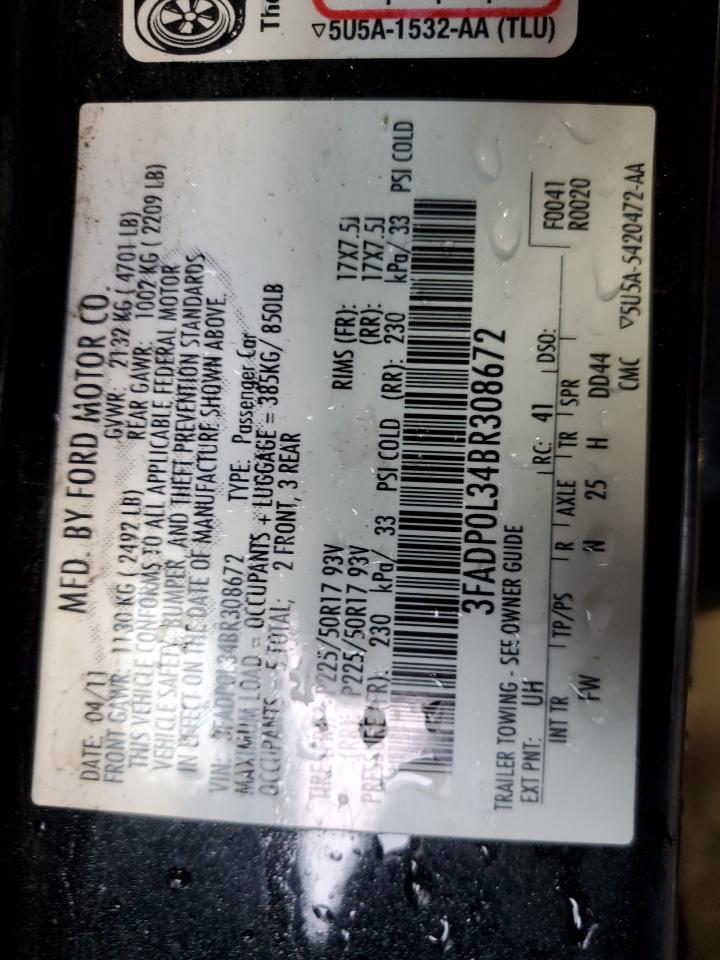 The
▽5U5A-1532-AA (TLU)
MFD. BY FORD MOTOR CO.
DATE: 04/11 GVWR: 2132 KG ( 4701 LB)
FRONT GAWR: 1130 KG ( 2492 LB) REAR GAWR: 1002 KG ( 2209 LB)
THIS VEHICLE CONFORMS TO ALL APPLICABLE FEDERAL MOTOR
VEHICLE SAFETY, BUMPER, AND THEFT PREVENTION STANDARDS
IN EFFECT ON THE DATE OF MANUFACTURE SHOWN ABOVE.
VIN: 3FADP0L34BR308672 TYPE: Passenger Car
MAXIMUM LOAD = OCCUPANTS + LUGGAGE = 385KG/ 850LB
OCCUPANTS 5 TOTAL; 2 FRONT, 3 REAR
TIRE P225/50R17 93V RIMS (FR): 17X7.5J
P225/50R17 93V (RR): 17X7.5J
(FR): 230 kPa/ 33 PSI COLD (RR): 230 kPa/ 33 PSI COLD
3FADP0L34BR308672
TRAILER TOWING - SEE OWNER GUIDE
EXT PNT: UH RC: 41 DSO: F0041
R0020
INT TR TP/PS R AXLE TR SPR
FW N 25 H DD44
CMC ▽5U5A-5420472-AA